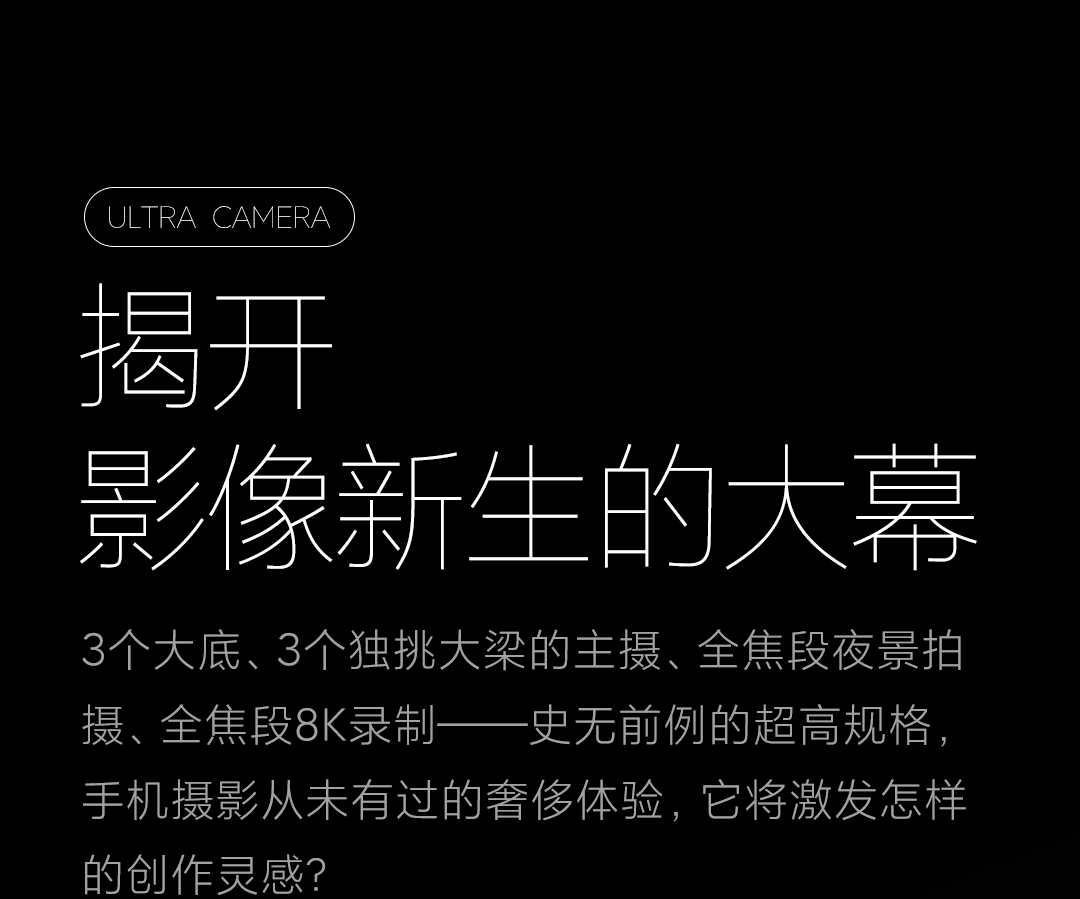 ULTRA CAMERA
揭开
影像新生的大幕
3个大底、3个独挑大梁的主摄、全焦段夜景拍
摄、全焦段8K录制——史无前例的超高规格,
手机摄影从未有过的奢侈体验,它将激发怎样
的创作灵感?